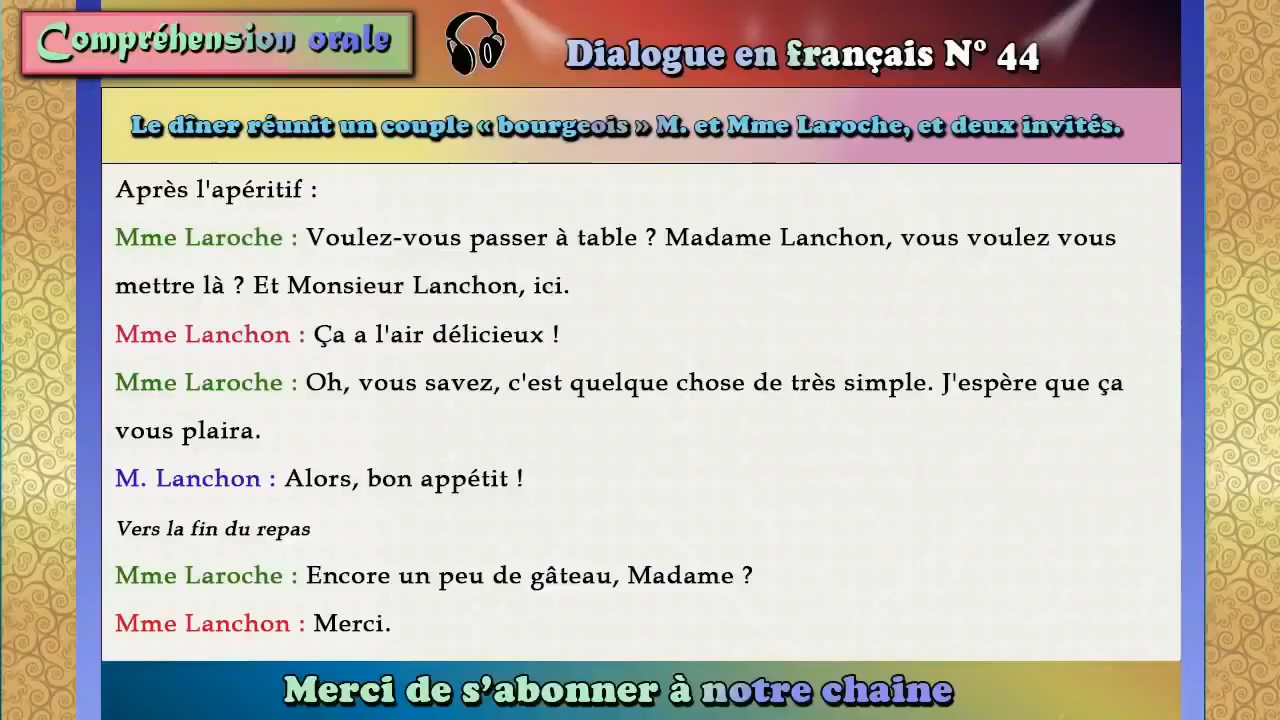 Compréhension orale
Dialogue en français N° 44
Le dîner réunit un couple « bourgeois » M. et Mme Laroche, et deux invités.
Après l'apéritif :
Mme Laroche : Voulez-vous passer à table ? Madame Lanchon, vous voulez vous
mettre là ? Et Monsieur Lanchon, ici.
Mme Lanchon : Ça a l'air délicieux !
Mme Laroche : Oh, vous savez, c'est quelque chose de très simple. J'espère que ça
vous plaira.
M. Lanchon : Alors, bon appétit !
Vers la fin du repas
Mme Laroche : Encore un peu de gâteau, Madame ?
Mme Lanchon : Merci.
Merci de s’abonner à notre chaine